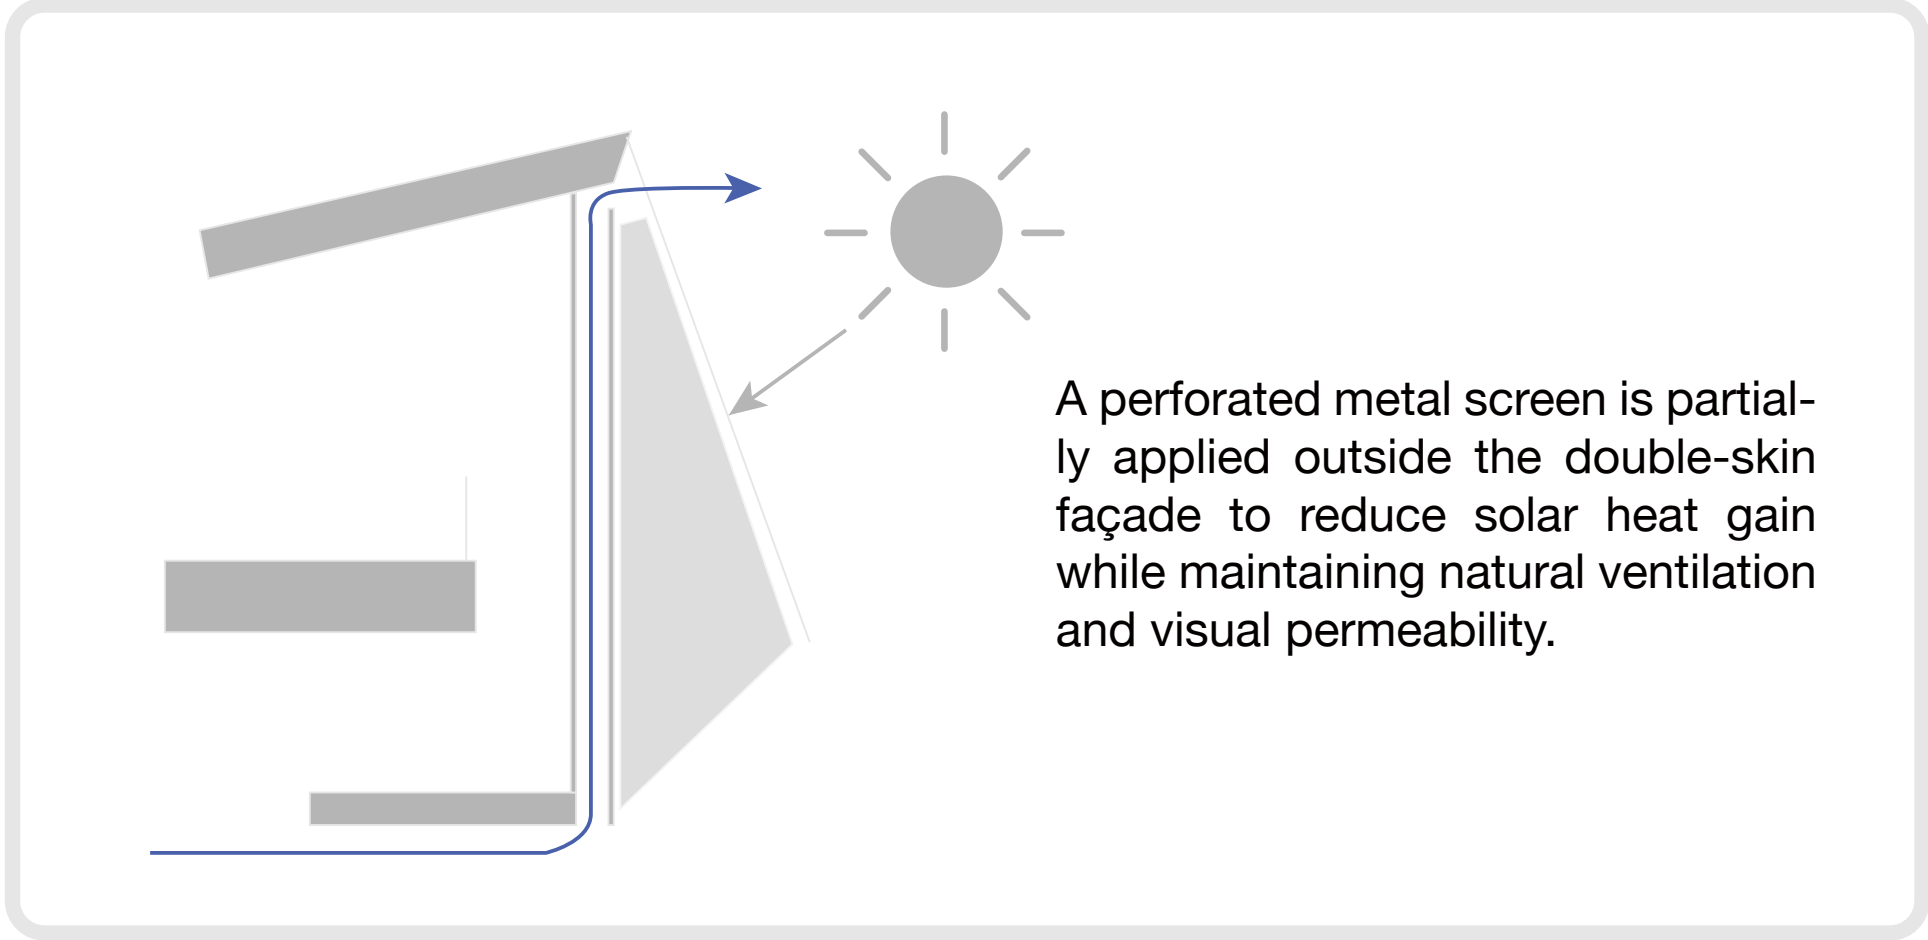 A perforated metal screen is partial-
ly applied outside the double-skin
façade to reduce solar heat gain
while maintaining natural ventilation
and visual permeability.